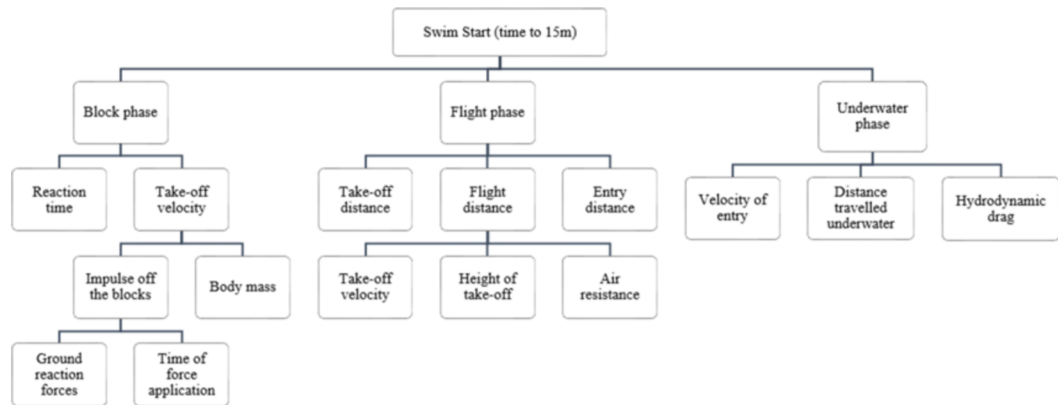 Swim Start (time to 15m)
Block phase
Flight phase
Underwater
phase
Reaction
time
Take-off
velocity
Take-off
distance
Flight
distance
Entry
distance
Velocity of
entry
Distance
travelled
underwater
Hydrodynamic
drag
Impulse off
the blocks
Body mass
Take-off
velocity
Height of
take-off
Air
resistance
Ground
reaction
forces
Time of
force
application